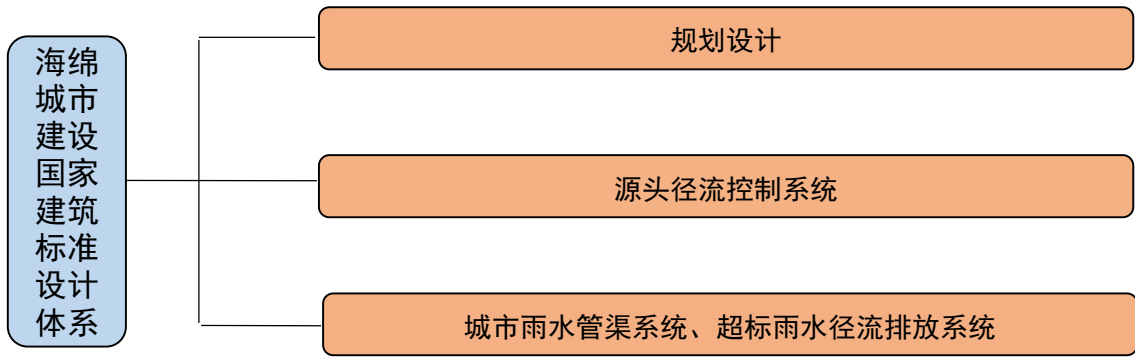 海绵
城市
建设
国家
建筑
标准
设计
体系
规划设计
源头径流控制系统
城市雨水管渠系统、超标雨水径流排放系统